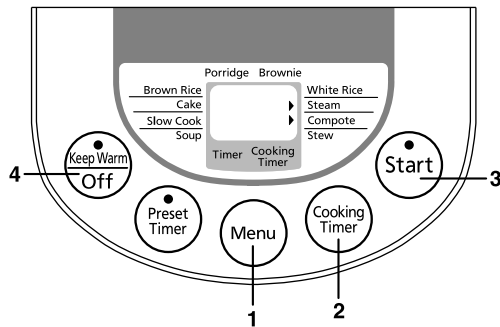 Porridge Brownie
Brown Rice
Cake
Slow Cook
Soup
White Rice
Steam
Compote
Stew
Timer
Cooking
Timer
4
Keep Warm
Off
Preset
Timer
Menu
Cooking
Timer
Start
3
1
2